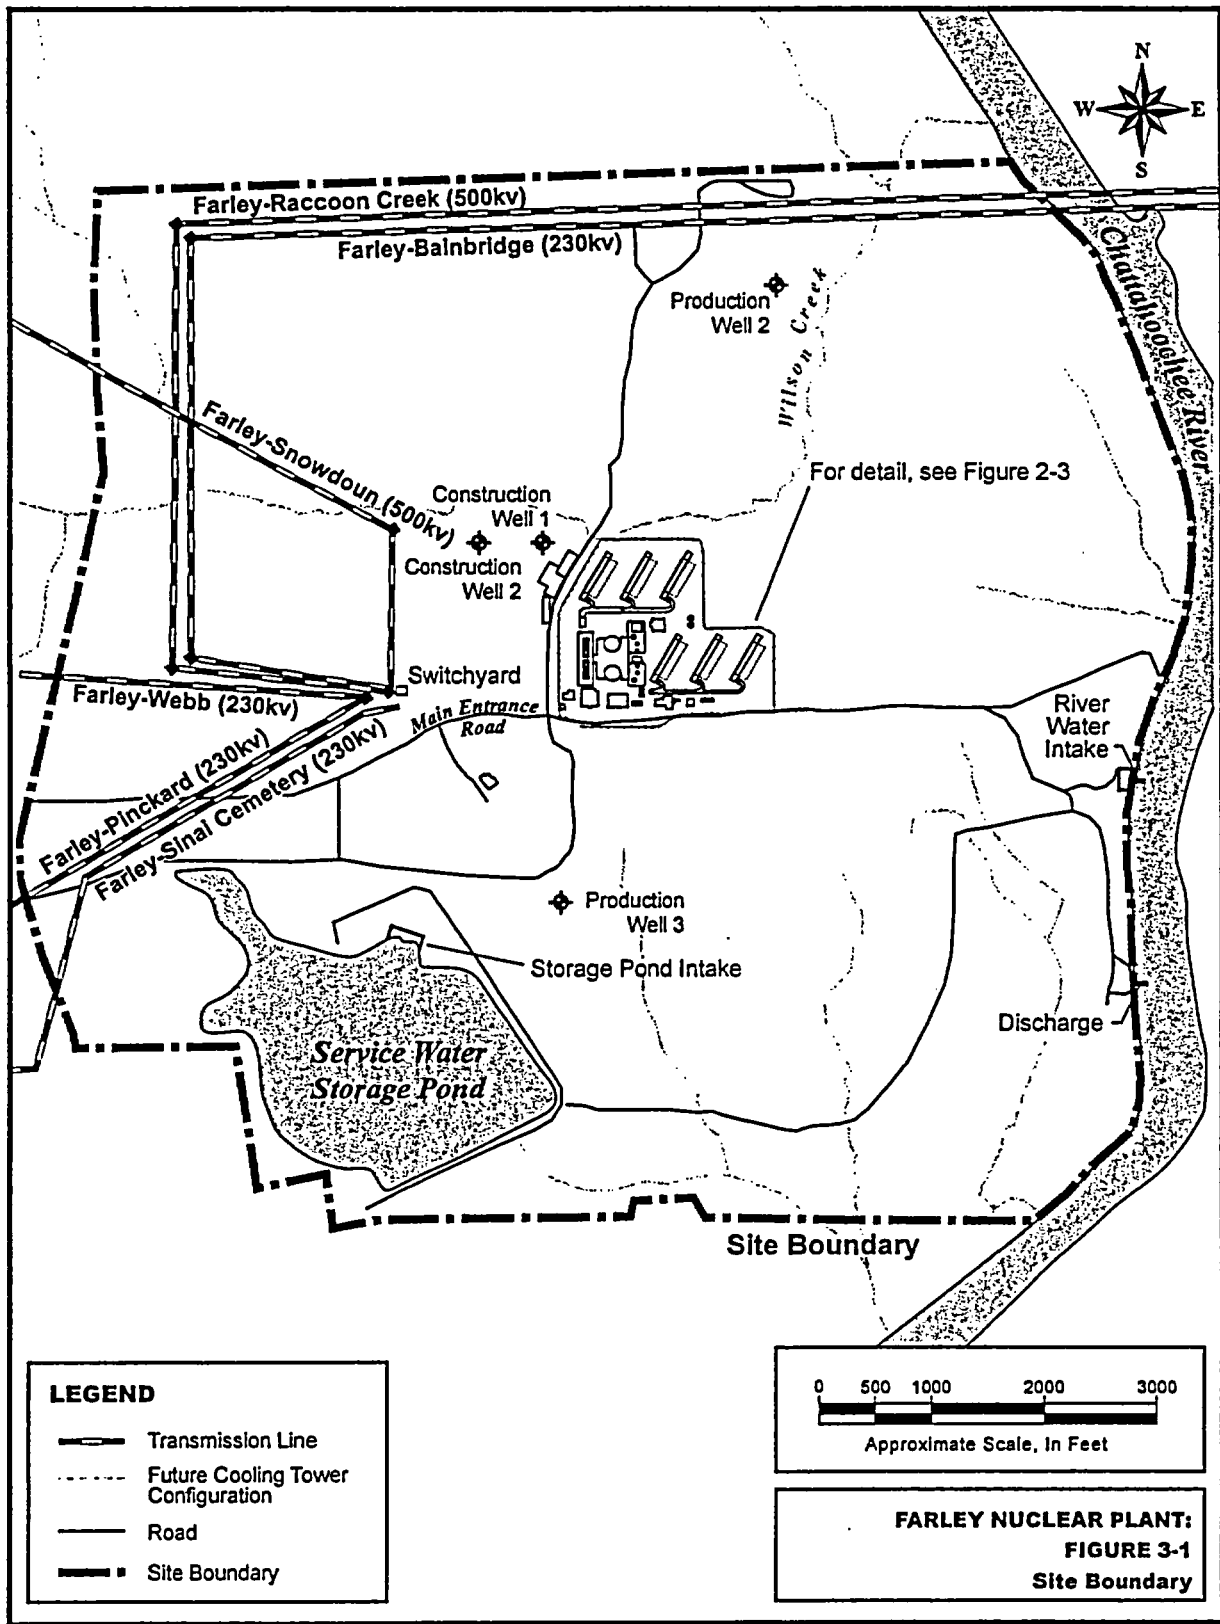 N
W E
S
Farley-Raccoon Creek (500kv)
Farley-Bainbridge (230kv)
Chattahoochee River
Production
Well 2
Wilson Creek
Farley-Snowdoun (500kv)
For detail, see Figure 2-3
Construction
Well 1
Construction
Well 2
Switchyard
Farley-Webb (230kv)
Main Entrance
Road
River
Water
Intake
Farley-Pinckard (230kv)
Farley-Sinai Cemetery (230kv)
Production
Well 3
Storage Pond Intake
Discharge
Service Water
Storage Pond
Site Boundary
LEGEND
Transmission Line
Future Cooling Tower
Configuration
Road
Site Boundary
0 500 1000 2000 3000
Approximate Scale, In Feet
FARLEY NUCLEAR PLANT:
FIGURE 3-1
Site Boundary